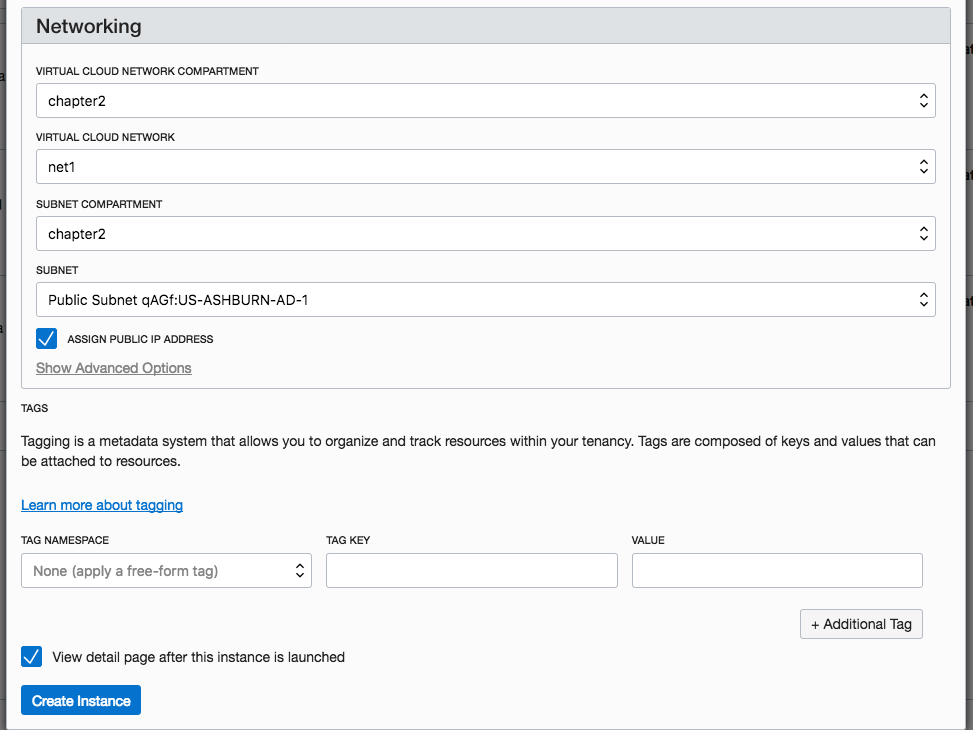 Networking
VIRTUAL CLOUD NETWORK COMPARTMENT
chapter2
VIRTUAL CLOUD NETWORK
net1
SUBNET COMPARTMENT
chapter2
SUBNET
Public Subnet qAGf:US-ASHBURN-AD-1
ASSIGN PUBLIC IP ADDRESS
Show Advanced Options
TAGS
Tagging is a metadata system that allows you to organize and track resources within your tenancy. Tags are composed of keys and values that can
be attached to resources.
Learn more about tagging
TAG NAMESPACE TAG KEY VALUE
None (apply a free-form tag)
+ Additional Tag
View detail page after this instance is launched
Create Instance